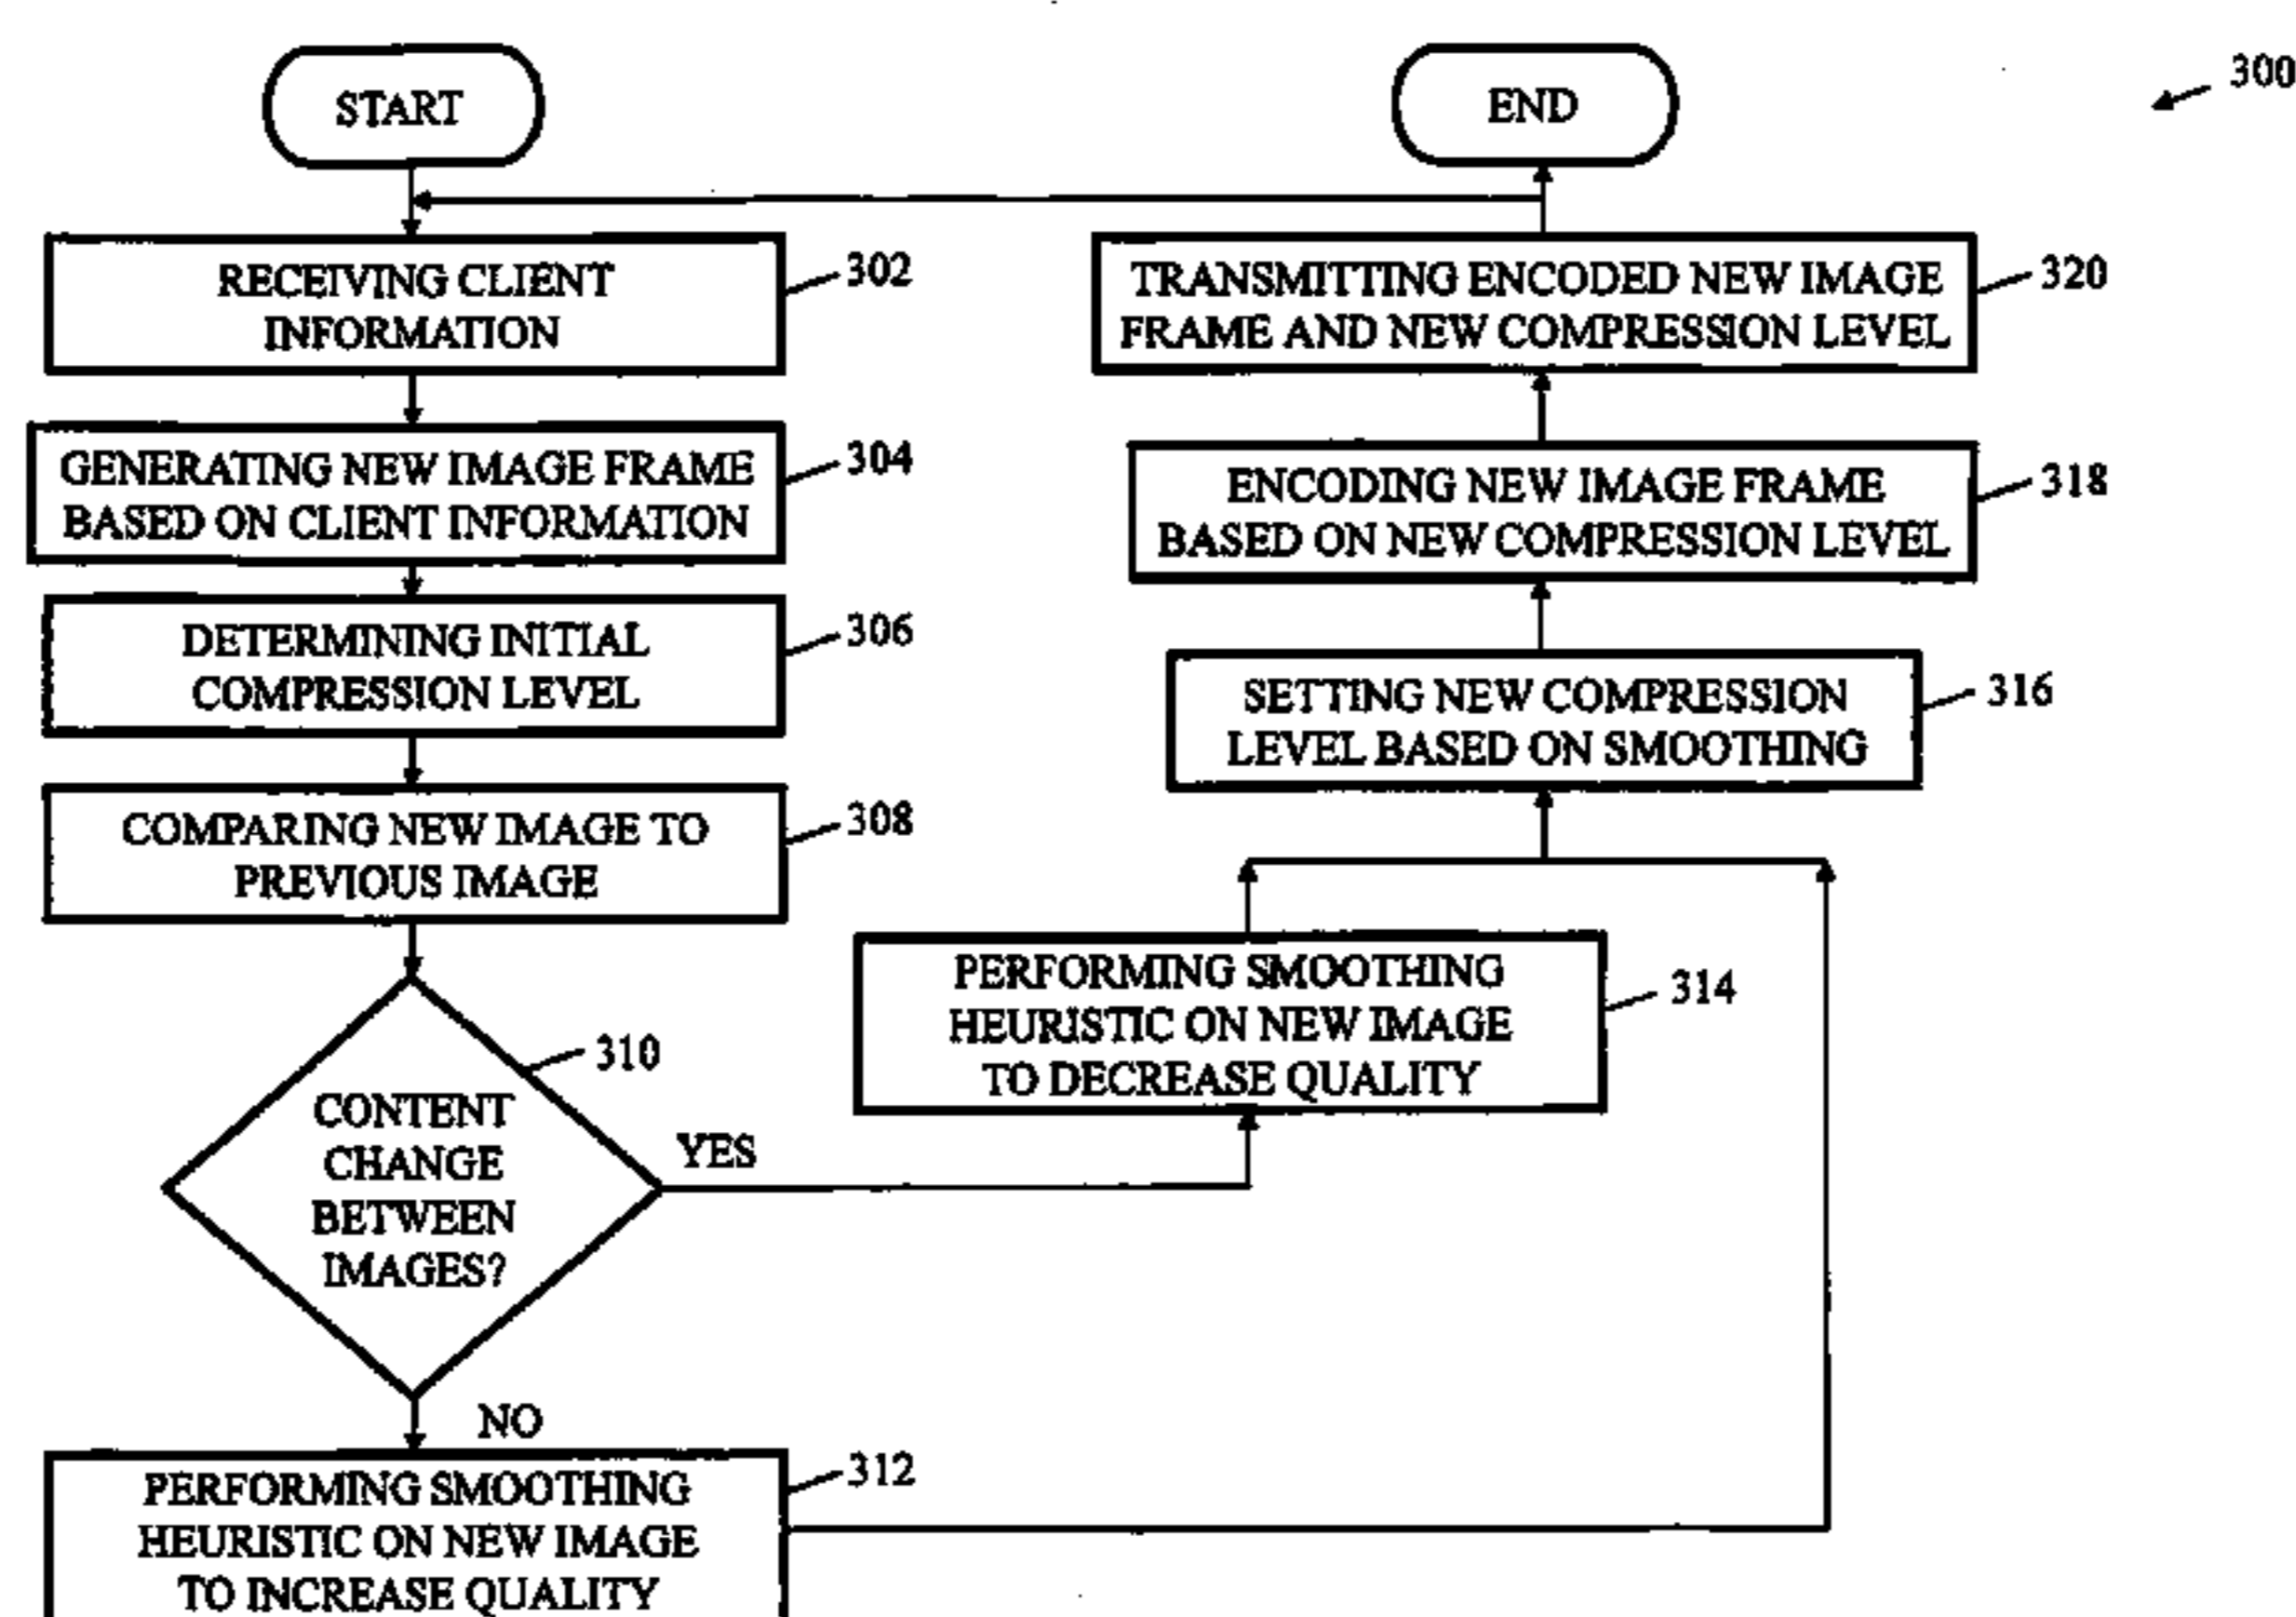 START
RECEIVING CLIENT
INFORMATION
302
GENERATING NEW IMAGE FRAME
BASED ON CLIENT INFORMATION
304
DETERMINING INITIAL
COMPRESSION LEVEL
306
COMPARING NEW IMAGE TO
PREVIOUS IMAGE
308
310
CONTENT
CHANGE
BETWEEN
IMAGES?
YES
NO
PERFORMING SMOOTHING
HEURISTIC ON NEW IMAGE
TO INCREASE QUALITY
312
PERFORMING SMOOTHING
HEURISTIC ON NEW IMAGE
TO DECREASE QUALITY
314
SETTING NEW COMPRESSION
LEVEL BASED ON SMOOTHING
316
ENCODING NEW IMAGE FRAME
BASED ON NEW COMPRESSION LEVEL
318
TRANSMITTING ENCODED NEW IMAGE
FRAME AND NEW COMPRESSION LEVEL
320
END
300